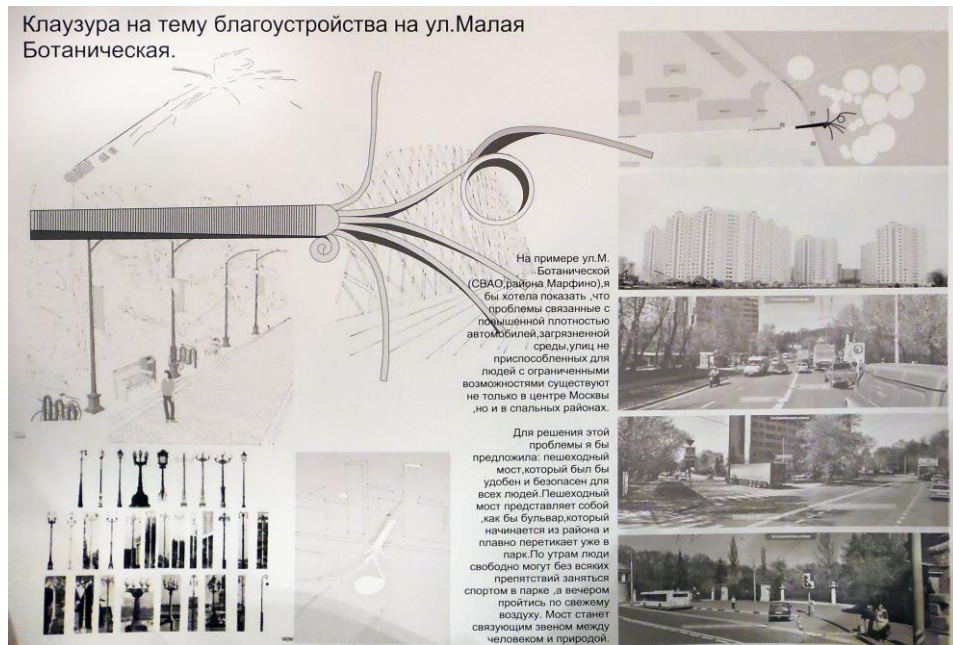 Клаузура на тему благоустройства на ул.Малая
Ботаническая.
На примере ул.М.
Ботанической
(СВАО,района Марфино),я
бы хотела показать ,что
проблемы связанные с
повышенной плотностью
автомобилей,загрязненной
среды,улиц не
приспособленных для
людей с ограниченными
возможностями существуют
не только в центре Москвы
,но и в спальных районах.
Для решения этой
проблемы я бы
предложила: пешеходный
мост,который был бы
удобен и безопасен для
всех людей.Пешеходный
мост представляет собой
,как бы бульвар,который
начинается из района и
плавно перетикает уже в
парк.По утрам люди
свободно могут без всяких
препятствий заняться
спортом в парке ,а вечером
пройтись по свежему
воздуху. Мост станет
связующим звеном между
человеком и природой.